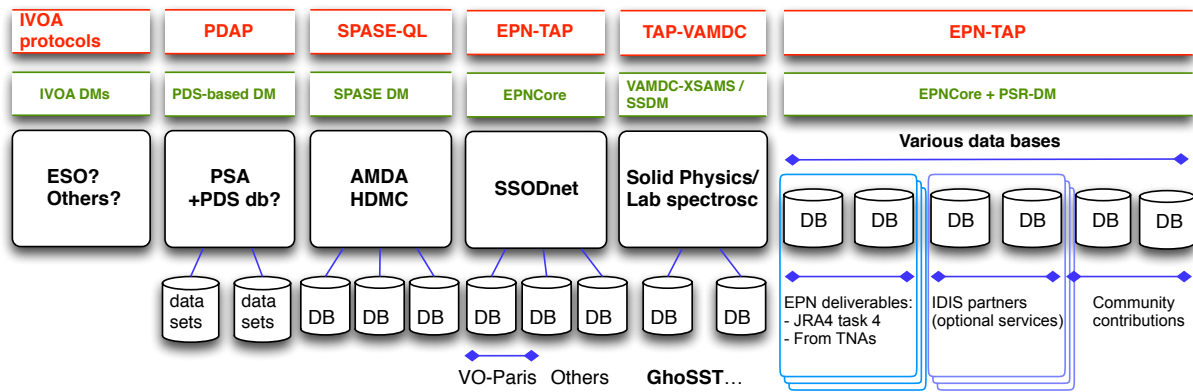 IVOA
protocols
PDAP
SPASE-QL
EPN-TAP
TAP-VAMDC
EPN-TAP
IVOA DMs
PDS-based DM
SPASE DM
EPNCore
VAMDC-XSAMS /
SSDM
EPNCore + PSR-DM
ESO?
Others?
PSA
+PDS db?
AMDA
HDMC
SSODnet
Solid Physics/
Lab spectrosc
Various data bases
DB
DB
DB
DB
DB
DB
data
sets
data
sets
DB
DB
DB
DB
DB
DB
DB
DB
EPN deliverables:
- JRA4 task 4
- From TNAs
IDIS partners
(optional services)
Community
contributions
VO-Paris
Others
GhoSST...